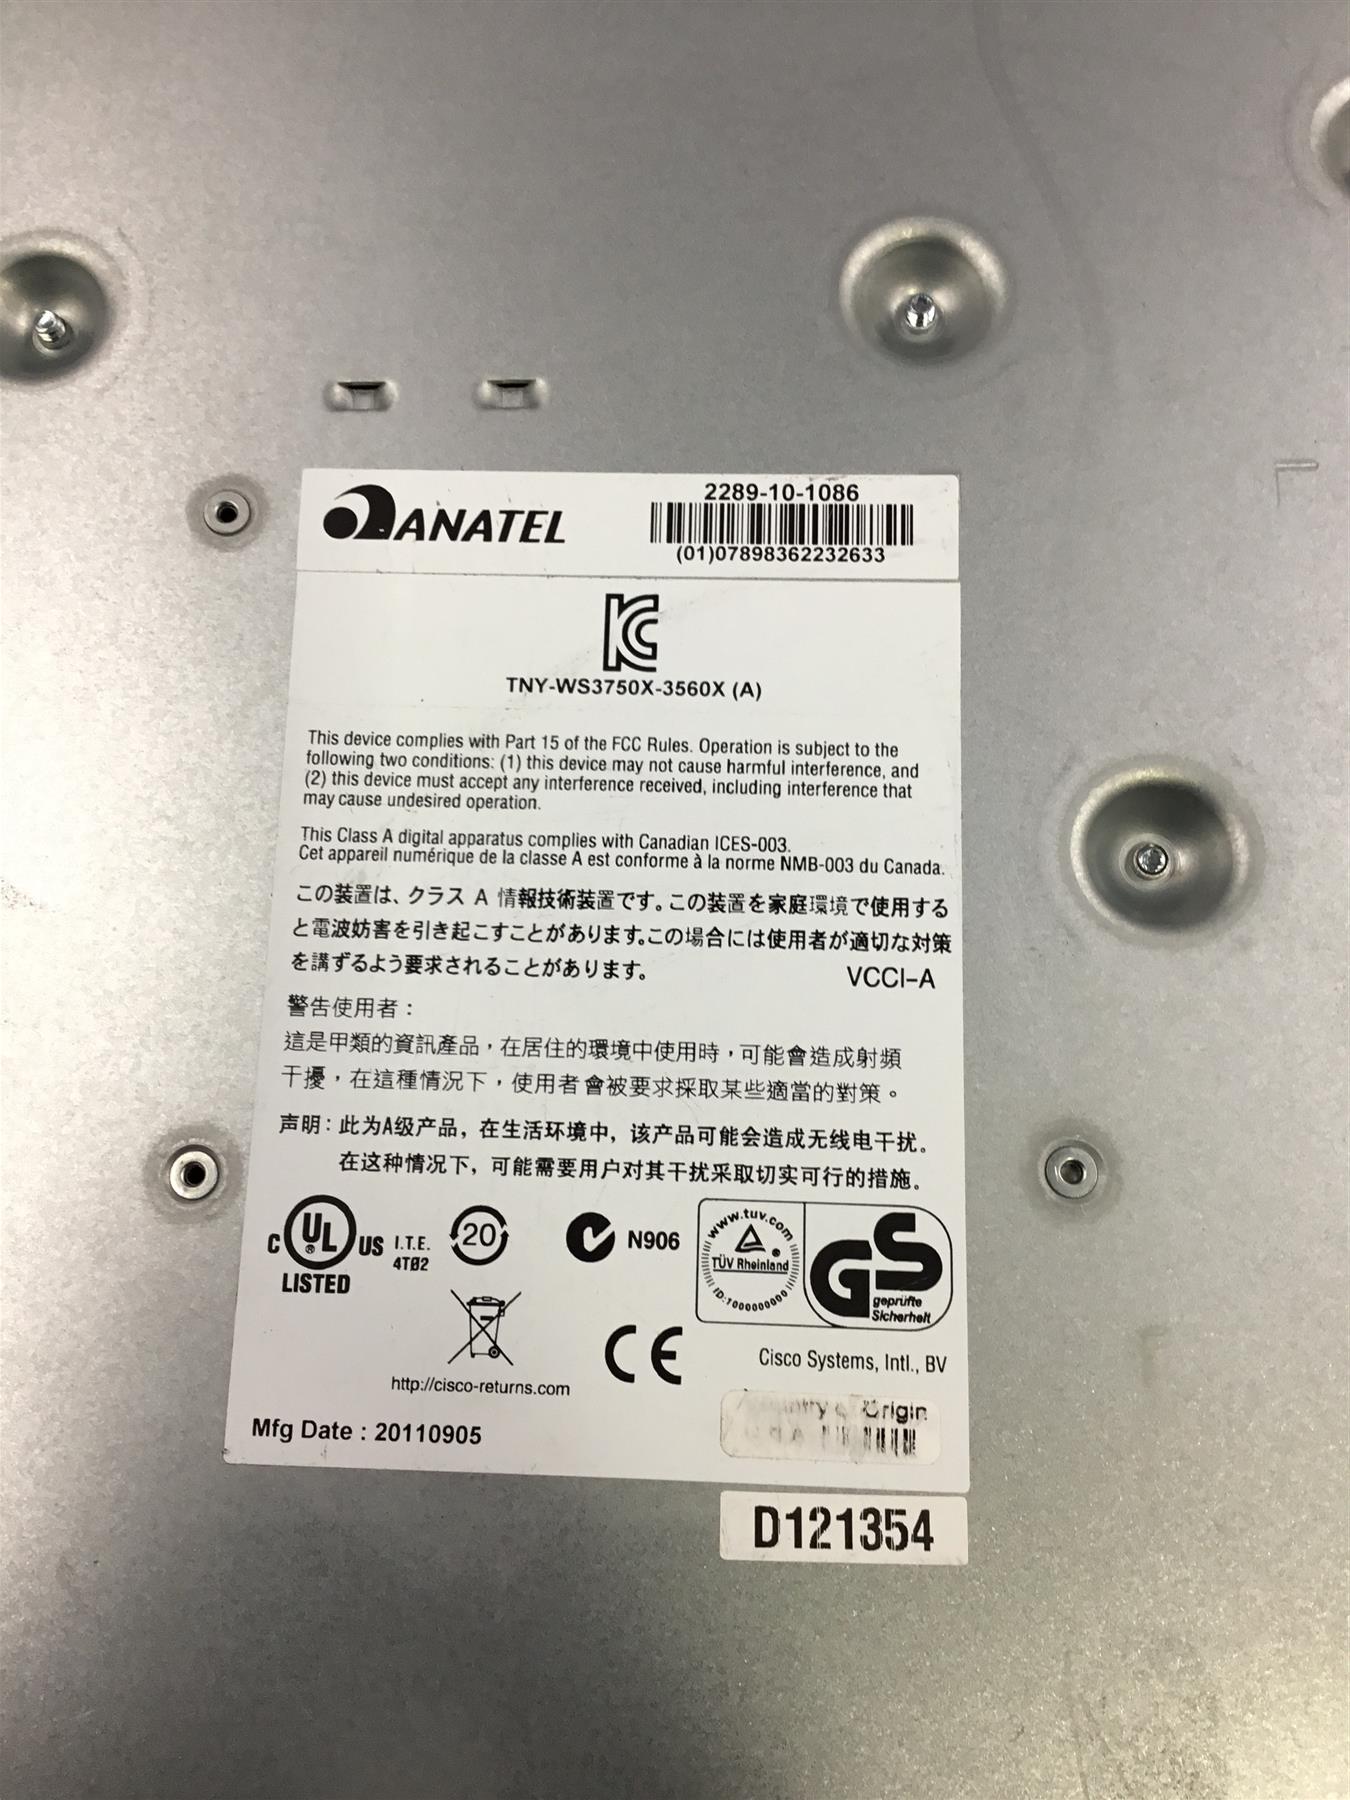 ANATEL
2289-10-1086
(01)07898362232633
TNY-WS3750X-3560X (A)
This device complies with Part 15 of the FCC Rules. Operation is subject to the
following two conditions: (1) this device may not cause harmful interference, and
(2) this device must accept any interference received, including interference that
may cause undesired operation.
This Class A digital apparatus complies with Canadian ICES-003.
Cet appareil numérique de la classe A est conforme à la norme NMB-003 du Canada.
この装置は、クラス A 情報技術装置です。この装置を家庭環境で使用する
と電波妨害を引き起こすことがあります。この場合には使用者が適切な対策
を講ずるよう要求されることがあります。 VCCI-A
警告使用者：
這是甲類的資訊產品，在居住的環境中使用時，可能會造成射頻
干擾，在這種情況下，使用者會被要求採取某些適當的對策。
声明：此为A级产品，在生活环境中，该产品可能会造成无线电干扰。
在这种情况下，可能需要用户对其干扰采取切实可行的措施。
C UL ® US I.T.E.
4TØ2
LISTED
20
N906
www.tuv.com
TÜV Rheinland
ID:1000000000
GS
geprüfte
Sicherheit
CE
Cisco Systems, Intl., BV
http://cisco-returns.com
Origin
Mfg Date : 20110905
D121354